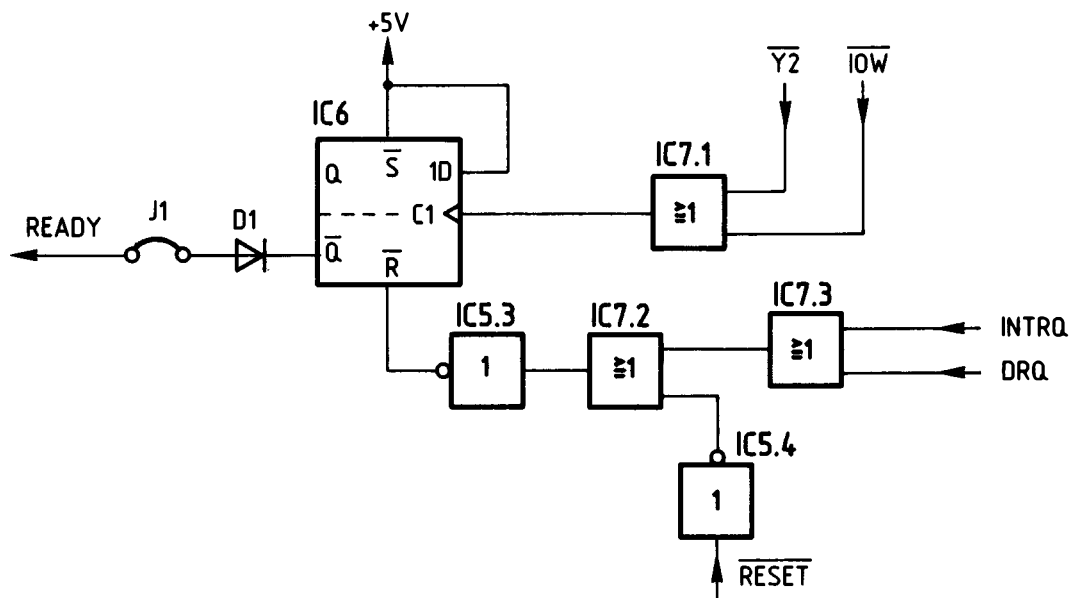 +5V
Y2
IOW
IC6
IC7.1
Q
S
1D
≥1
C1
READY
J1
D1
Q
R
IC5.3
IC7.2
IC7.3
INTRQ
1
≥1
≥1
DRQ
IC5.4
1
RESET